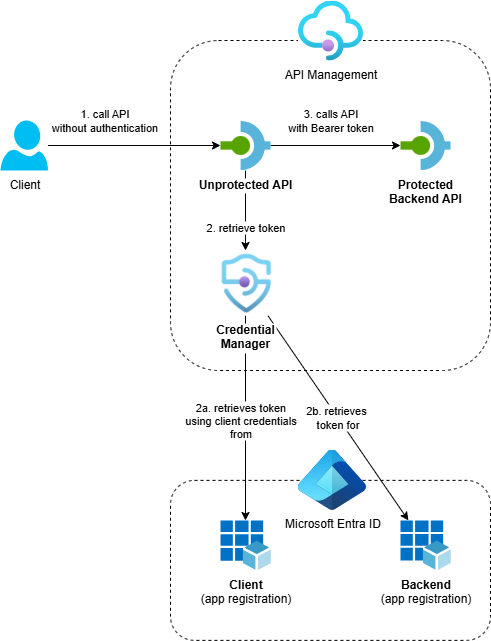 API Management
1. call API
without authentication
3. calls API
with Bearer token
Client
Unprotected API
Protected
Backend API
2. retrieve token
Credential
Manager
2a. retrieves token
using client credentials
from
2b. retrieves
token for
Microsoft Entra ID
Client
(app registration)
Backend
(app registration)